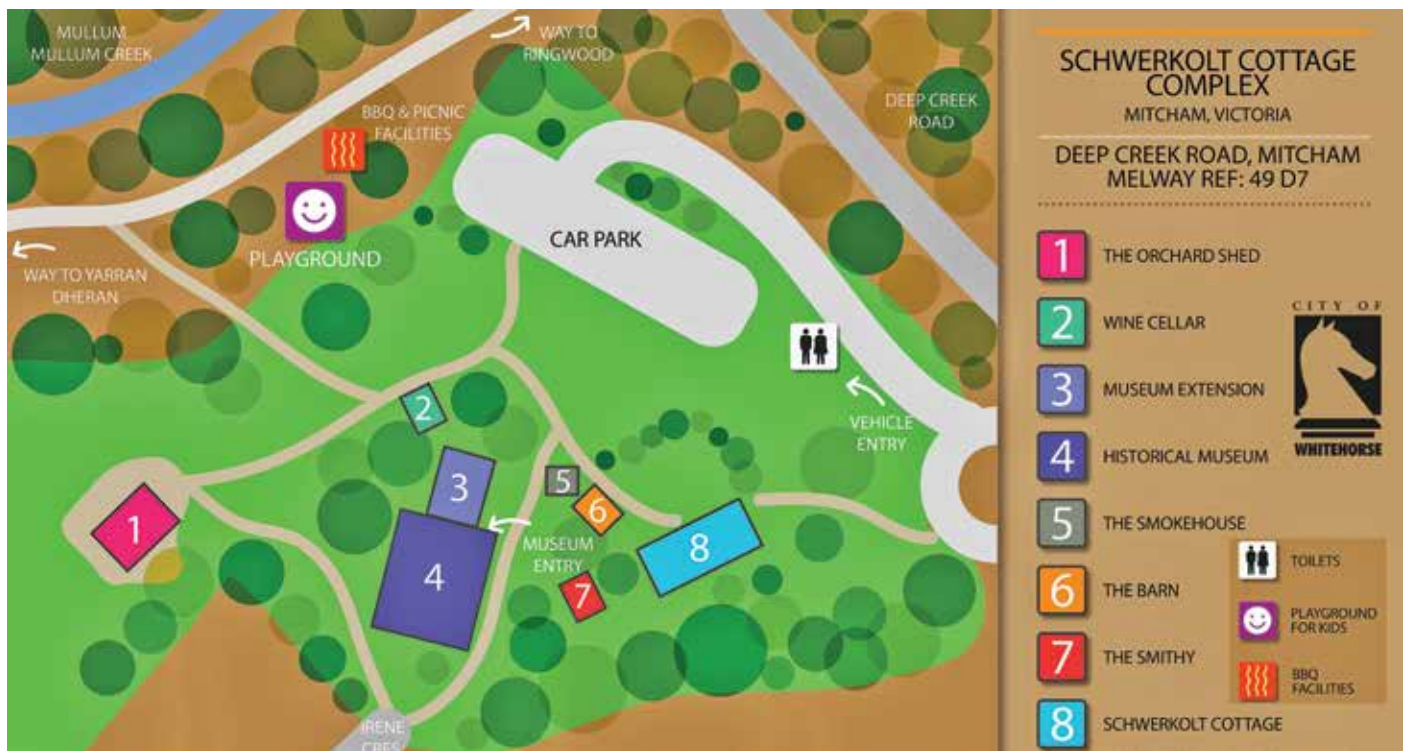 MULLUM
MULLUM CREEK
WAY TO
RINGWOOD
BBQ & PICNIC
FACILITIES
DEEP CREEK
ROAD
PLAYGROUND
CAR PARK
WAY TO YARRAN
DHERAN
VEHICLE
ENTRY
2
3
5
6
1
MUSEUM
ENTRY
4
8
7
IRENE
CRES
SCHWERKOLT COTTAGE
COMPLEX
MITCHAM, VICTORIA
DEEP CREEK ROAD, MITCHAM
MELWAY REF: 49 D7
1 THE ORCHARD SHED
2 WINE CELLAR
3 MUSEUM EXTENSION
4 HISTORICAL MUSEUM
5 THE SMOKEHOUSE
6 THE BARN
7 THE SMITHY
8 SCHWERKOLT COTTAGE
CITY OF
WHITEHORSE
TOILETS
PLAYGROUND
FOR KIDS
BBQ
FACILITIES